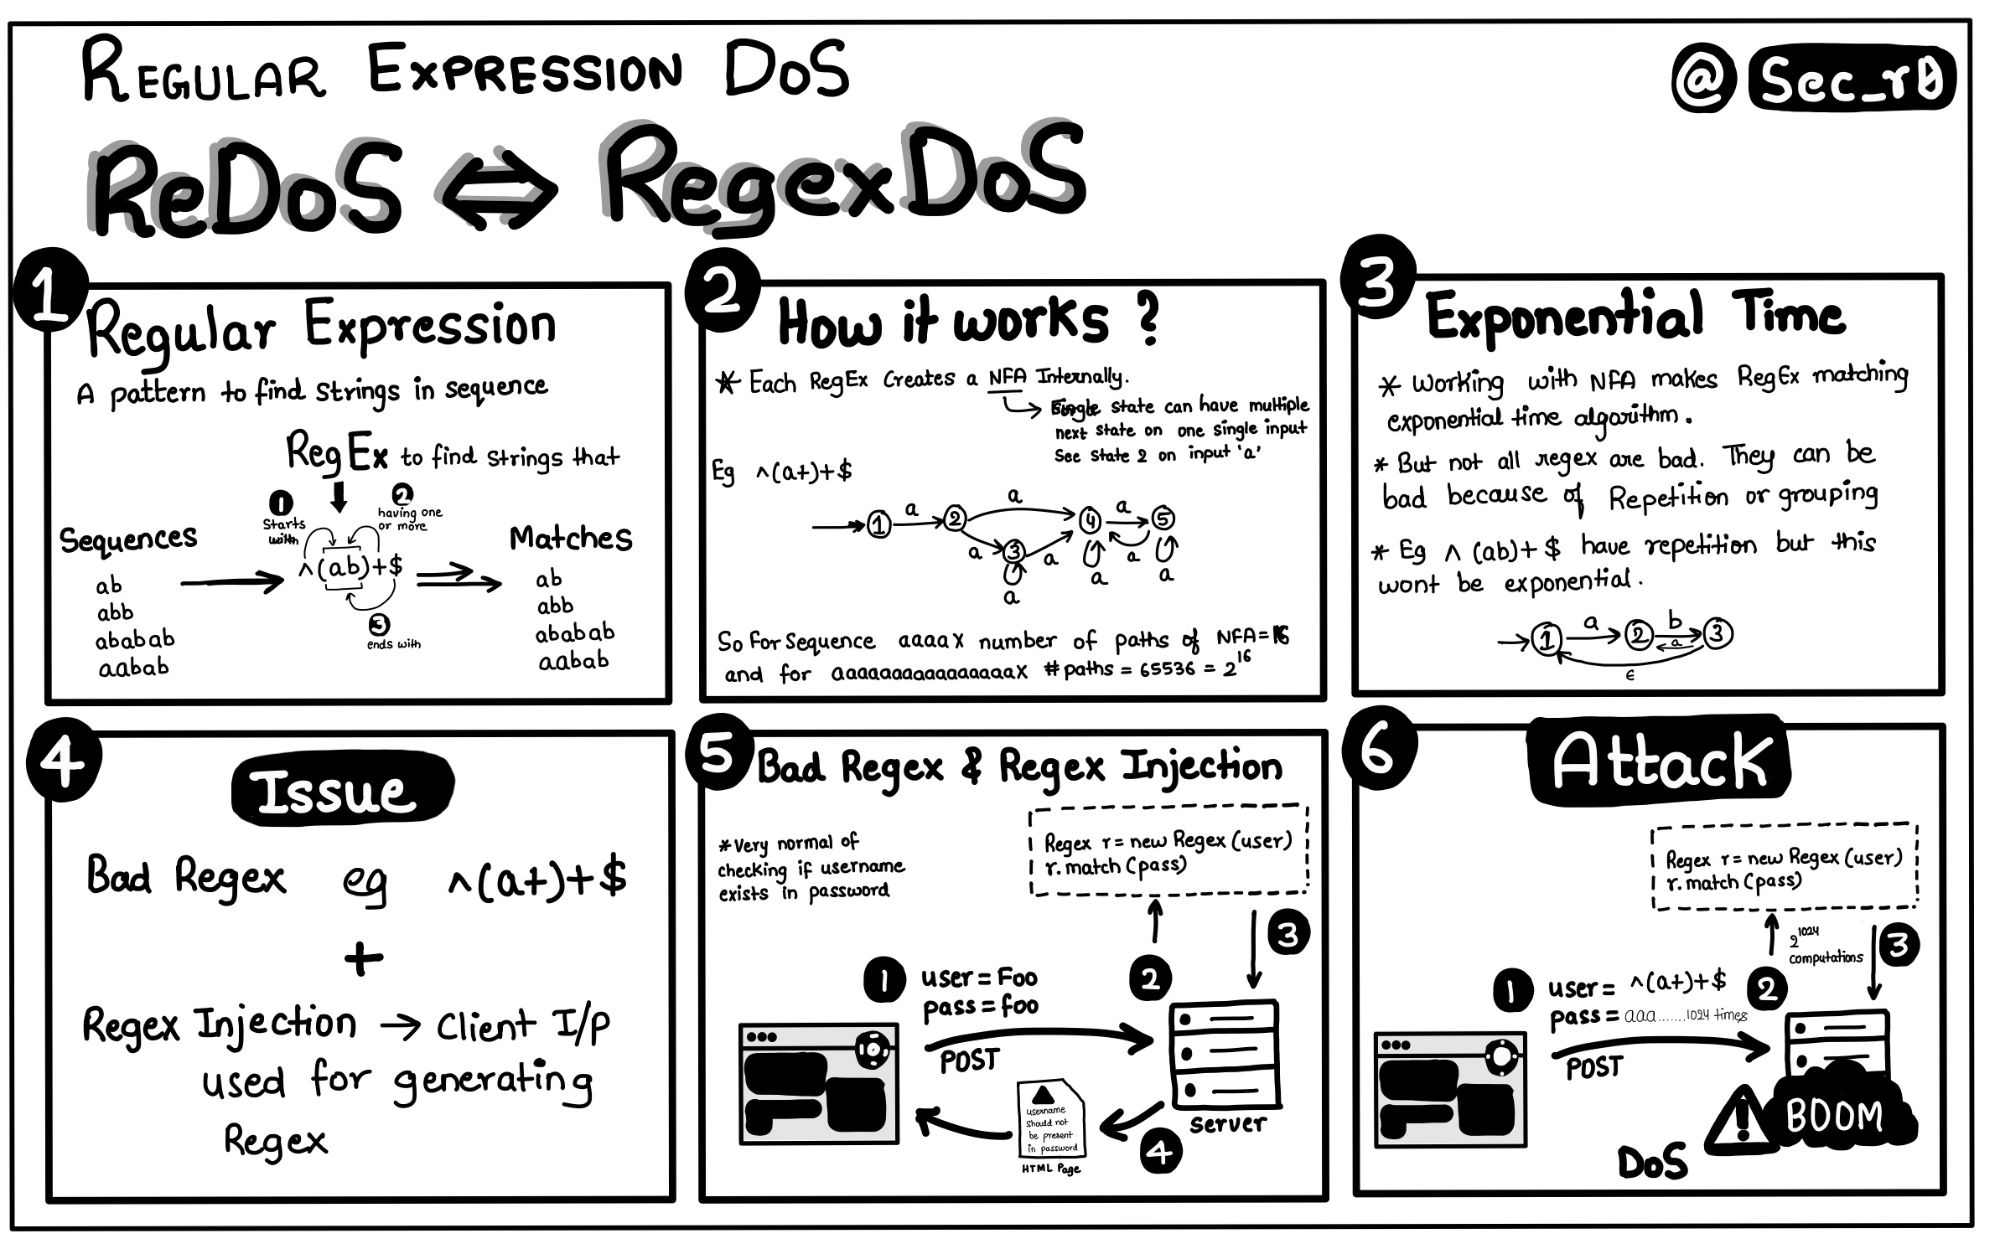 REGULAR EXPRESSION DoS
@ Sec_r0
ReDoS ⇔ RegexDoS
1
Regular Expression
A pattern to find strings in sequence
RegEx to find strings that
1
Starts
with
2
having one
or more
Sequences
ab
abb
ababab
aabab
^(ab)+$
3
ends with
Matches
ab
abb
ababab
aabab
2
How it works ?
* Each RegEx Creates a NFA Internally.
Single state can have multiple
next state on one single input
See state 2 on input 'a'
Eg ^(a+)+$
a
1 a 2 a 4 a 5
a 3 a a
a a a
So for sequence aaaax number of paths of NFA = 16
and for aaaaaaaaaaaaaaaax #paths = 65536 = 2^16
3
Exponential Time
* Working with NFA makes RegEx matching
exponential time algorithm.
* But not all regex are bad. They can be
bad because of Repetition or grouping
* Eg ^ (ab)+ $ have repetition but this
wont be exponential.
1 a 2 b 3
a
ϵ
4
Issue
Bad Regex eg ^(a+)+$
+
Regex Injection → Client I/P
used for generating
Regex
5
Bad Regex & Regex Injection
* Very normal of
checking if username
exists in password
Regex r = new Regex (user)
r.match (pass)
1
user = Foo
pass = foo
POST
2
3
Server
4
username
should not
be present
in password
HTML Page
6
Attack
Regex r = new Regex (user)
r.match (pass)
1
user = ^(a+)+$
pass = aaa.......1024 times
POST
2
2^1024
computations
3
BOOM
DoS